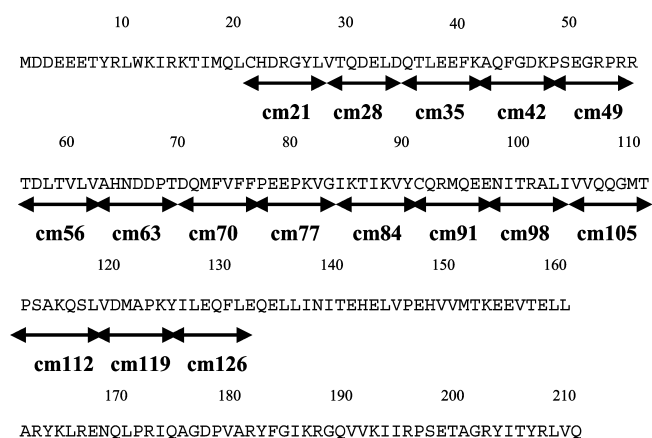 10 20 30 40 50
MDDEEETYRLWKIRKTIMQLCHDRGYLVTQDELDQTLEEFKAQFGDKPSEGRPRR
cm21 cm28 cm35 cm42 cm49
60 70 80 90 100 110
TDLTVLVAHNDDPTDQMFVFFPEEPKVGIKTIKVYCQRMQEENITRALIVVQQGMT
cm56 cm63 cm70 cm77 cm84 cm91 cm98 cm105
120 130 140 150 160
PSAKQSLVDMAPKYILEQFLEQELLINITEHELVPEHVVMTKEEVTELL
cm112 cm119 cm126
170 180 190 200 210
ARYKLRENQLPRIQAGDPVARYFGIKRGQVVKIIRPSETAGRYITYRLVQ